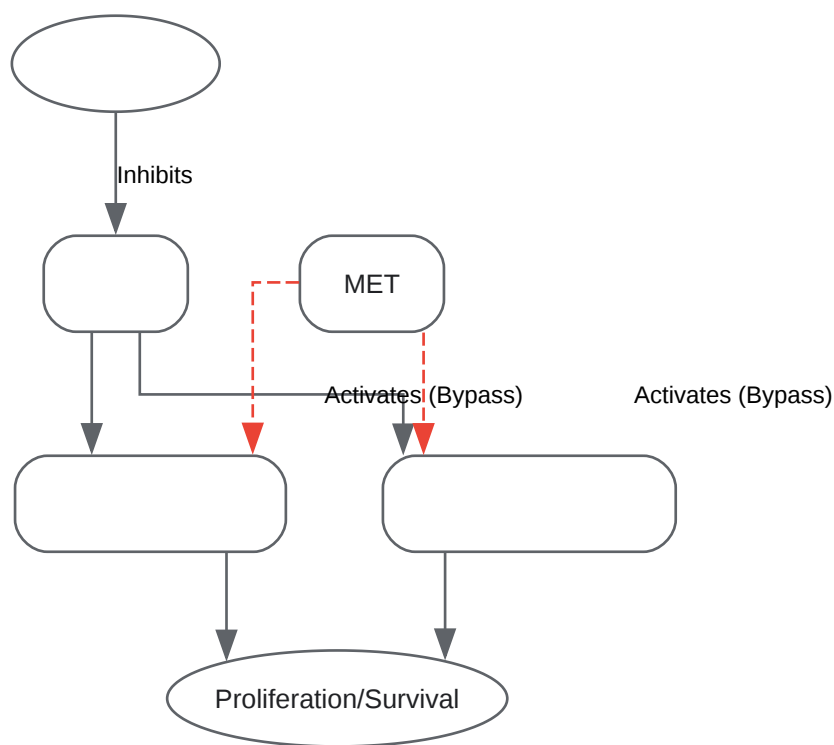 Inhibits
MET
Activates (Bypass)
Activates (Bypass)
Proliferation/Survival